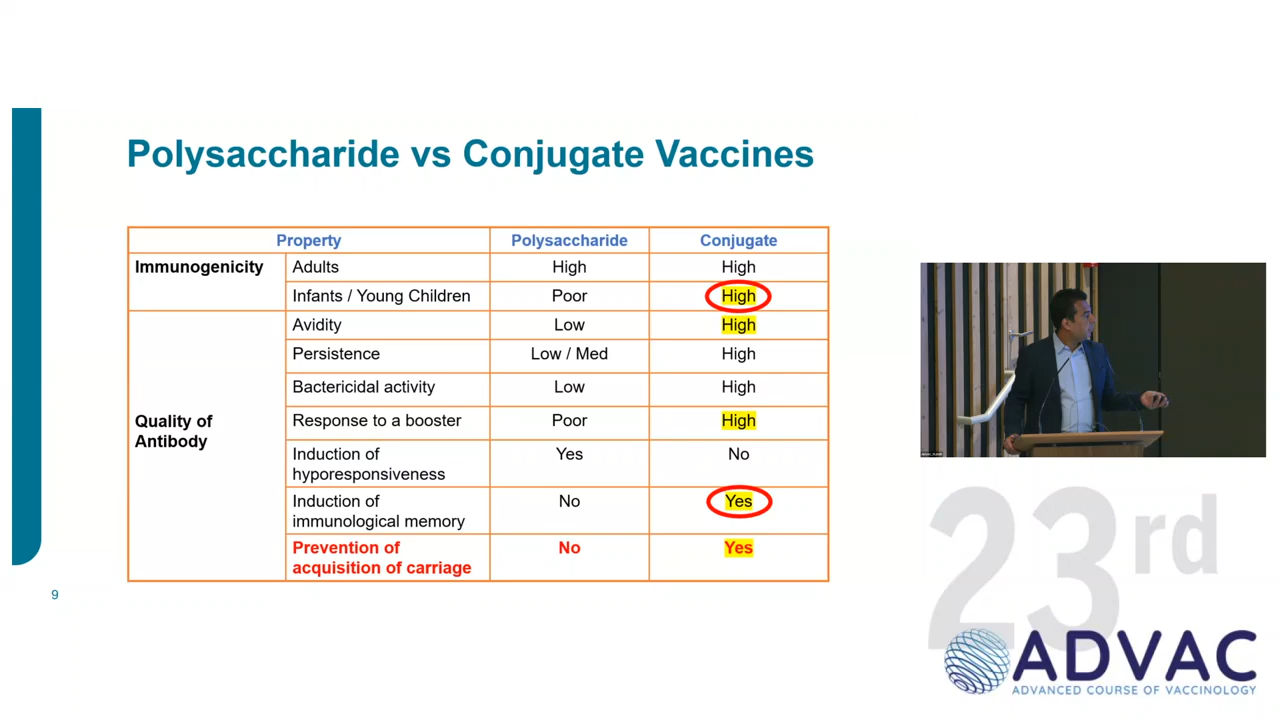 Polysaccharide vs Conjugate Vaccines
Property Polysaccharide Conjugate
Immunogenicity Adults High High
Infants / Young Children Poor High
Quality of Antibody
Avidity Low High
Persistence Low / Med High
Bactericidal activity Low High
Response to a booster Poor High
Induction of
hyporesponsiveness Yes No
Induction of
immunological memory No Yes
Prevention of
acquisition of carriage No Yes
9
23rd
ADVAC
ADVANCED COURSE OF VACCINOLOGY